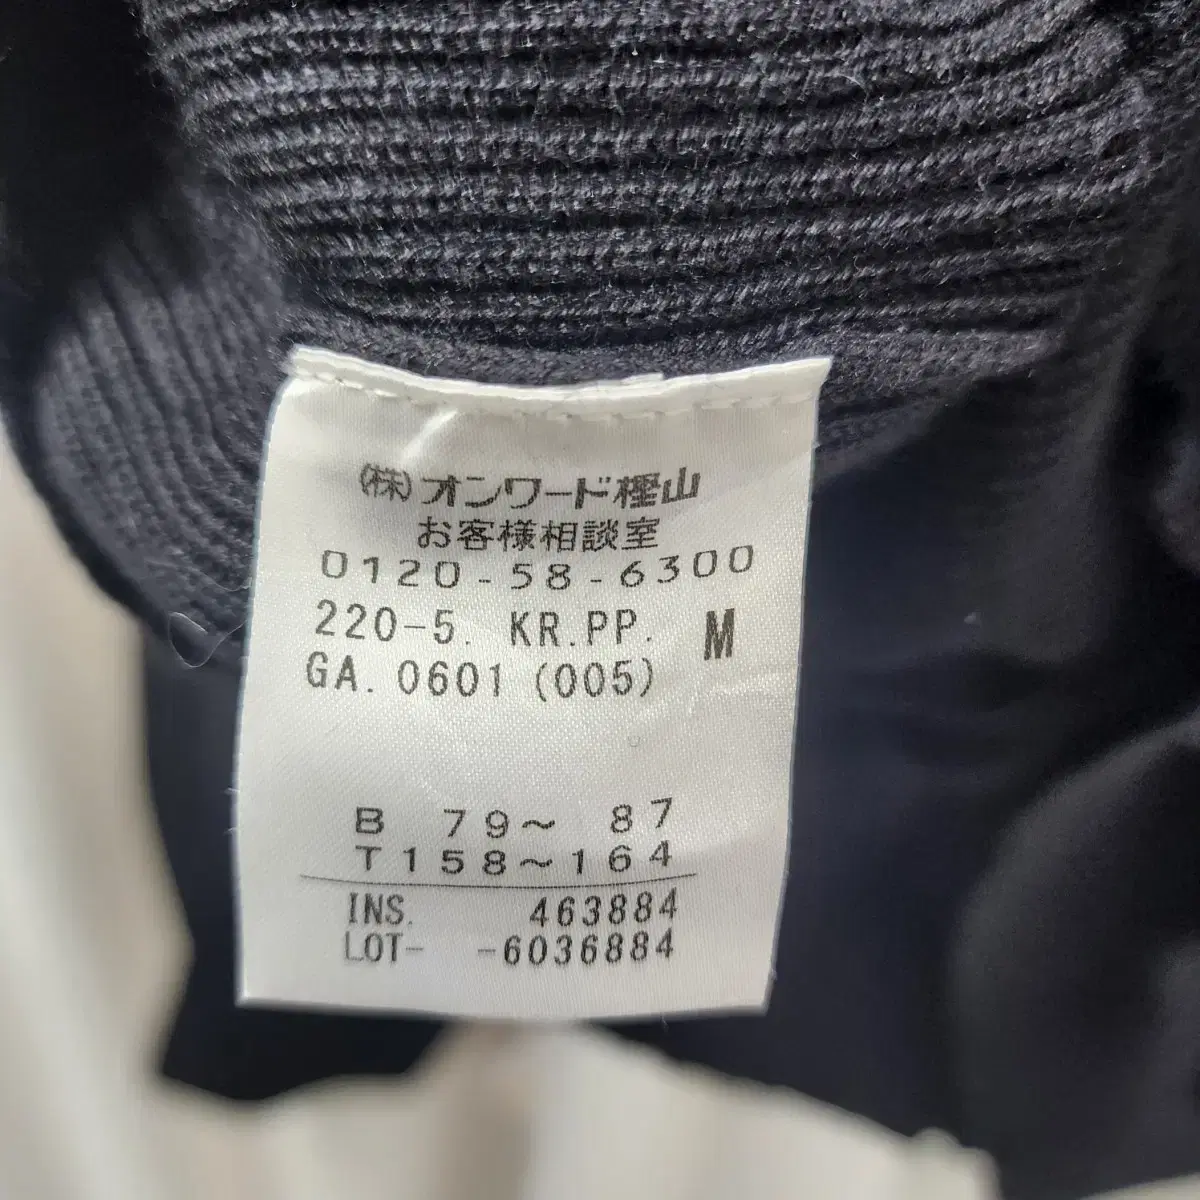 (株)オンワード樫山
お客様相談室
0120-58-6300
220-5. KR.PP. M
GA. 0601 (005)
B 79～ 87
T158～164
INS. 463884
LOT- -6036884